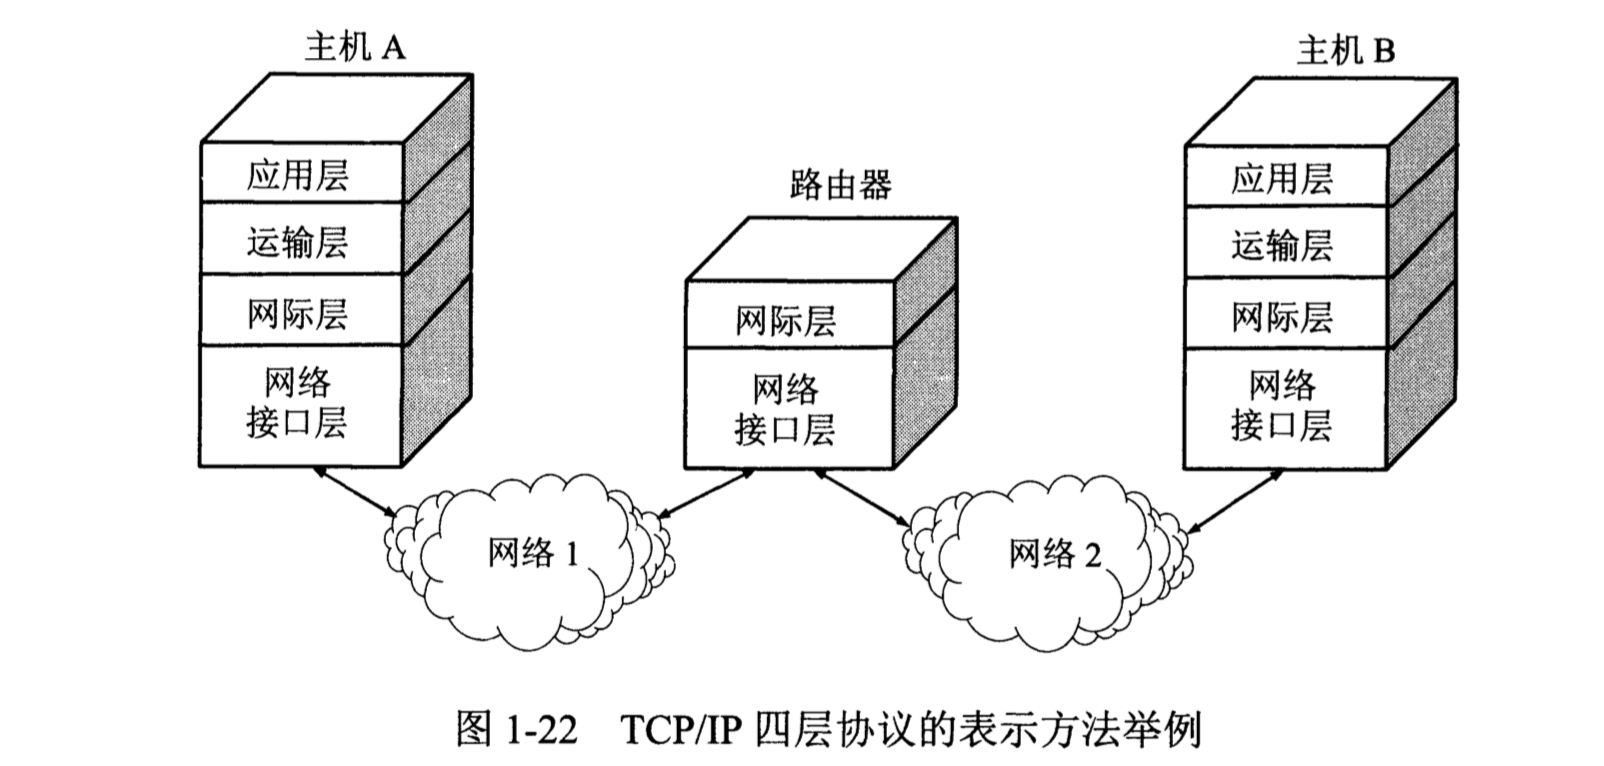 主机 A
应用层
运输层
网际层
网络
接口层
路由器
网际层
网络
接口层
主机 B
应用层
运输层
网际层
网络
接口层
网络 1
网络 2
图 1-22 TCP/IP 四层协议的表示方法举例